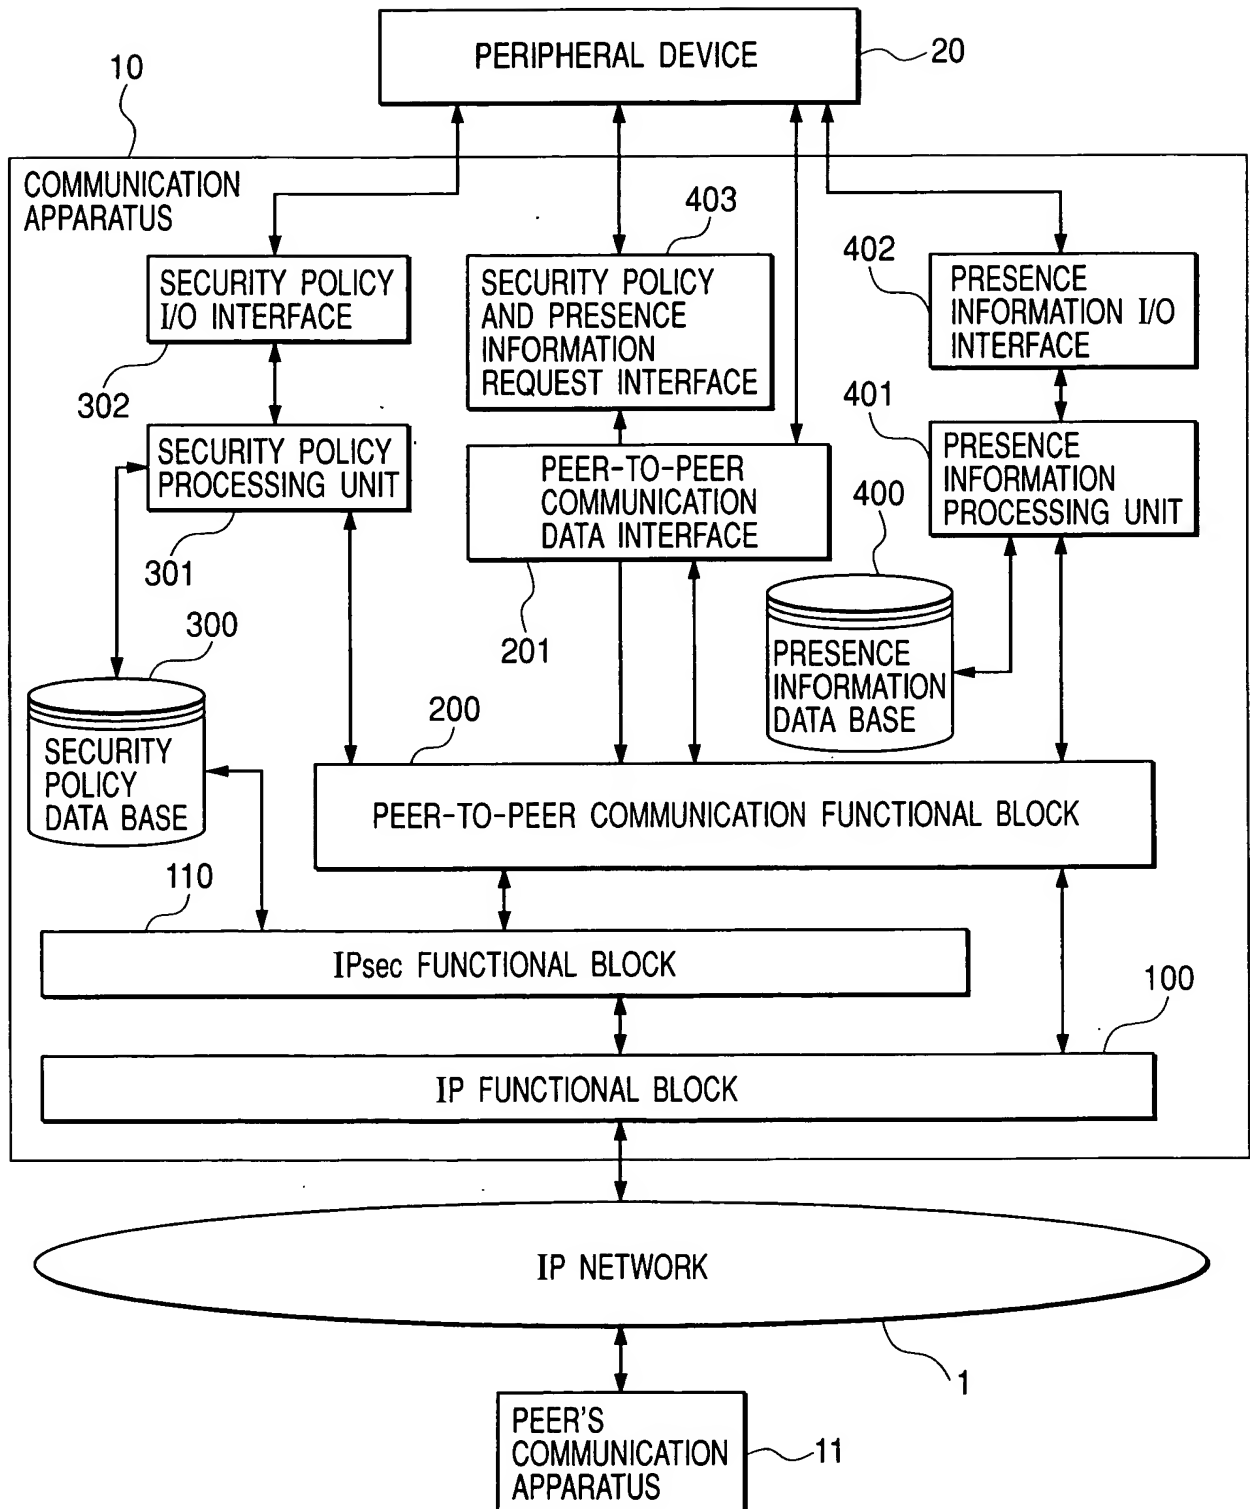 PERIPHERAL DEVICE
20
10
COMMUNICATION
APPARATUS
403
SECURITY POLICY
I/O INTERFACE
302
SECURITY POLICY
AND PRESENCE
INFORMATION
REQUEST INTERFACE
402
PRESENCE
INFORMATION I/O
INTERFACE
401
SECURITY POLICY
PROCESSING UNIT
301
PEER-TO-PEER
COMMUNICATION
DATA INTERFACE
201
PRESENCE
INFORMATION
PROCESSING UNIT
400
PRESENCE
INFORMATION
DATA BASE
300
SECURITY
POLICY
DATA BASE
200
PEER-TO-PEER COMMUNICATION FUNCTIONAL BLOCK
110
IPsec FUNCTIONAL BLOCK
100
IP FUNCTIONAL BLOCK
IP NETWORK
1
PEER'S
COMMUNICATION
APPARATUS
11